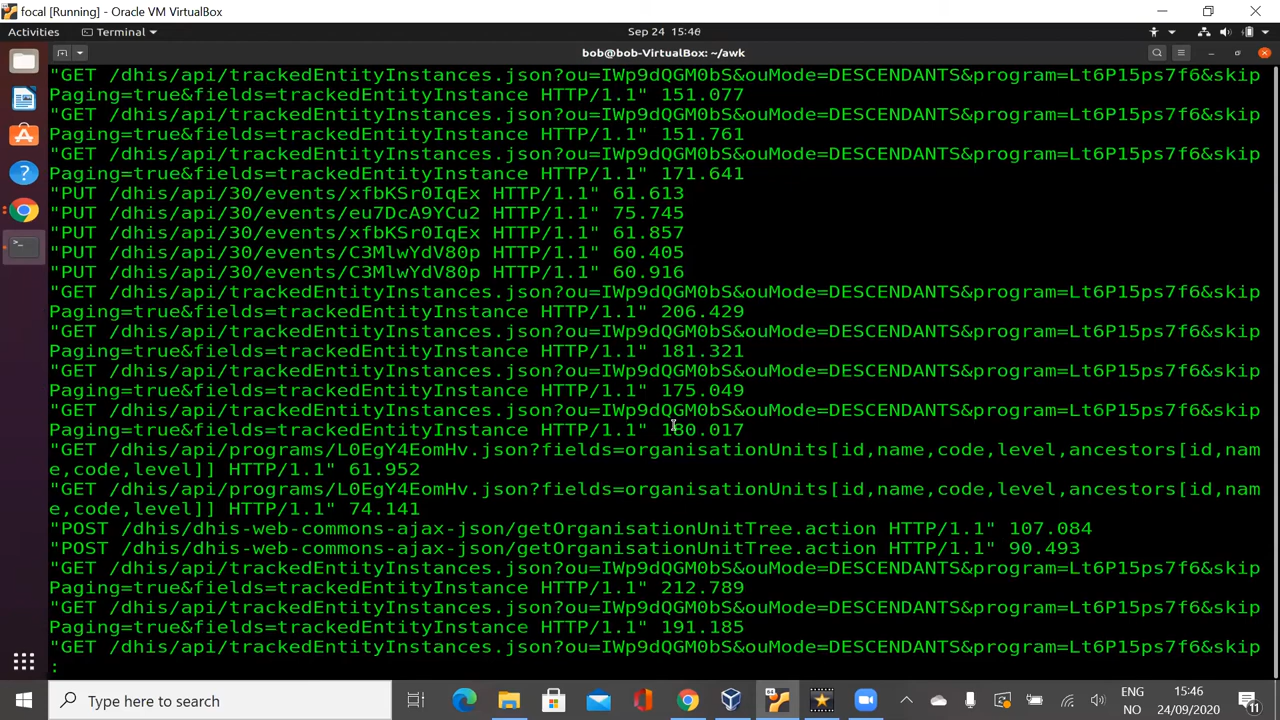 focal [Running] - Oracle VM VirtualBox
Activities Terminal Sep 24 15:46
bob@bob-VirtualBox: ~/awk
"GET /dhis/api/trackedEntityInstances.json?ou=IWp9dQGM0bS&ouMode=DESCENDANTS&program=Lt6P15ps7f6&skip
Paging=true&fields=trackedEntityInstance HTTP/1.1" 151.077
"GET /dhis/api/trackedEntityInstances.json?ou=IWp9dQGM0bS&ouMode=DESCENDANTS&program=Lt6P15ps7f6&skip
Paging=true&fields=trackedEntityInstance HTTP/1.1" 151.761
"GET /dhis/api/trackedEntityInstances.json?ou=IWp9dQGM0bS&ouMode=DESCENDANTS&program=Lt6P15ps7f6&skip
Paging=true&fields=trackedEntityInstance HTTP/1.1" 171.641
"PUT /dhis/api/30/events/xfbKSr0IqEx HTTP/1.1" 61.613
"PUT /dhis/api/30/events/eu7DcA9YCu2 HTTP/1.1" 75.745
"PUT /dhis/api/30/events/xfbKSr0IqEx HTTP/1.1" 61.857
"PUT /dhis/api/30/events/C3MlwYdV80p HTTP/1.1" 60.405
"PUT /dhis/api/30/events/C3MlwYdV80p HTTP/1.1" 60.916
"GET /dhis/api/trackedEntityInstances.json?ou=IWp9dQGM0bS&ouMode=DESCENDANTS&program=Lt6P15ps7f6&skip
Paging=true&fields=trackedEntityInstance HTTP/1.1" 206.429
"GET /dhis/api/trackedEntityInstances.json?ou=IWp9dQGM0bS&ouMode=DESCENDANTS&program=Lt6P15ps7f6&skip
Paging=true&fields=trackedEntityInstance HTTP/1.1" 181.321
"GET /dhis/api/trackedEntityInstances.json?ou=IWp9dQGM0bS&ouMode=DESCENDANTS&program=Lt6P15ps7f6&skip
Paging=true&fields=trackedEntityInstance HTTP/1.1" 175.049
"GET /dhis/api/trackedEntityInstances.json?ou=IWp9dQGM0bS&ouMode=DESCENDANTS&program=Lt6P15ps7f6&skip
Paging=true&fields=trackedEntityInstance HTTP/1.1" 180.017
"GET /dhis/api/programs/L0EgY4EomHv.json?fields=organisationUnits[id,name,code,level,ancestors[id,nam
e,code,level]] HTTP/1.1" 61.952
"GET /dhis/api/programs/L0EgY4EomHv.json?fields=organisationUnits[id,name,code,level,ancestors[id,nam
e,code,level]] HTTP/1.1" 74.141
"POST /dhis/dhis-web-commons-ajax-json/getOrganisationUnitTree.action HTTP/1.1" 107.084
"POST /dhis/dhis-web-commons-ajax-json/getOrganisationUnitTree.action HTTP/1.1" 90.493
"GET /dhis/api/trackedEntityInstances.json?ou=IWp9dQGM0bS&ouMode=DESCENDANTS&program=Lt6P15ps7f6&skip
Paging=true&fields=trackedEntityInstance HTTP/1.1" 212.789
"GET /dhis/api/trackedEntityInstances.json?ou=IWp9dQGM0bS&ouMode=DESCENDANTS&program=Lt6P15ps7f6&skip
Paging=true&fields=trackedEntityInstance HTTP/1.1" 191.185
"GET /dhis/api/trackedEntityInstances.json?ou=IWp9dQGM0bS&ouMode=DESCENDANTS&program=Lt6P15ps7f6&skip
:
Type here to search
ENG
NO
15:46
24/09/2020
11